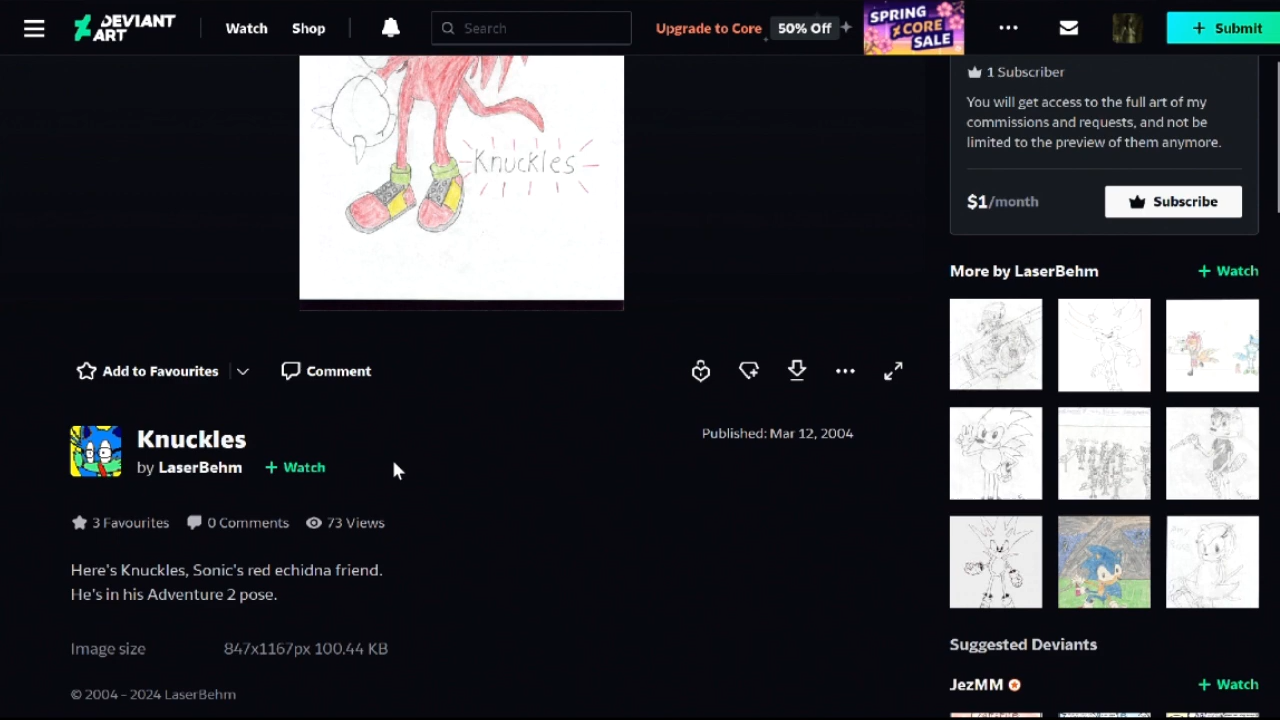 DEVIANT
ART
Watch
Shop
Search
Upgrade to Core
50% Off
SPRING
CORE
SALE
Submit
1 Subscriber
You will get access to the full art of my
commissions and requests, and not be
limited to the preview of them anymore.
$1/month
Subscribe
Knuckles
Add to Favourites
Comment
Knuckles
by LaserBehm + Watch
Published: Mar 12, 2004
3 Favourites 0 Comments 73 Views
Here's Knuckles, Sonic's red echidna friend.
He's in his Adventure 2 pose.
Image size 847x1167px 100.44 KB
© 2004 - 2024 LaserBehm
More by LaserBehm + Watch
Suggested Deviants
JezMM + Watch